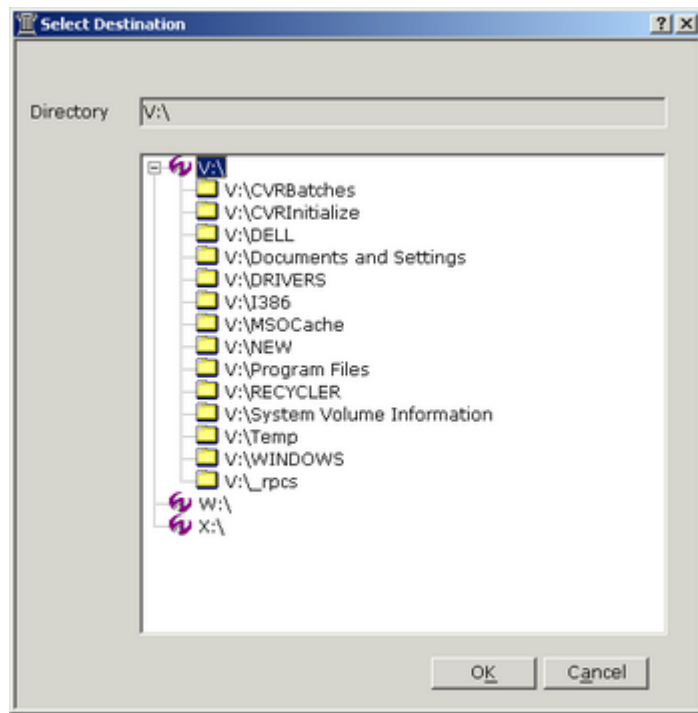 Select Destination
Directory V:\
V:\
V:\CVRBatches
V:\CVRInitialize
V:\DELL
V:\Documents and Settings
V:\DRIVERS
V:\I386
V:\MSOCache
V:\NEW
V:\Program Files
V:\RECYCLER
V:\System Volume Information
V:\Temp
V:\WINDOWS
V:\_rpcs
W:\
X:\
OK Cancel